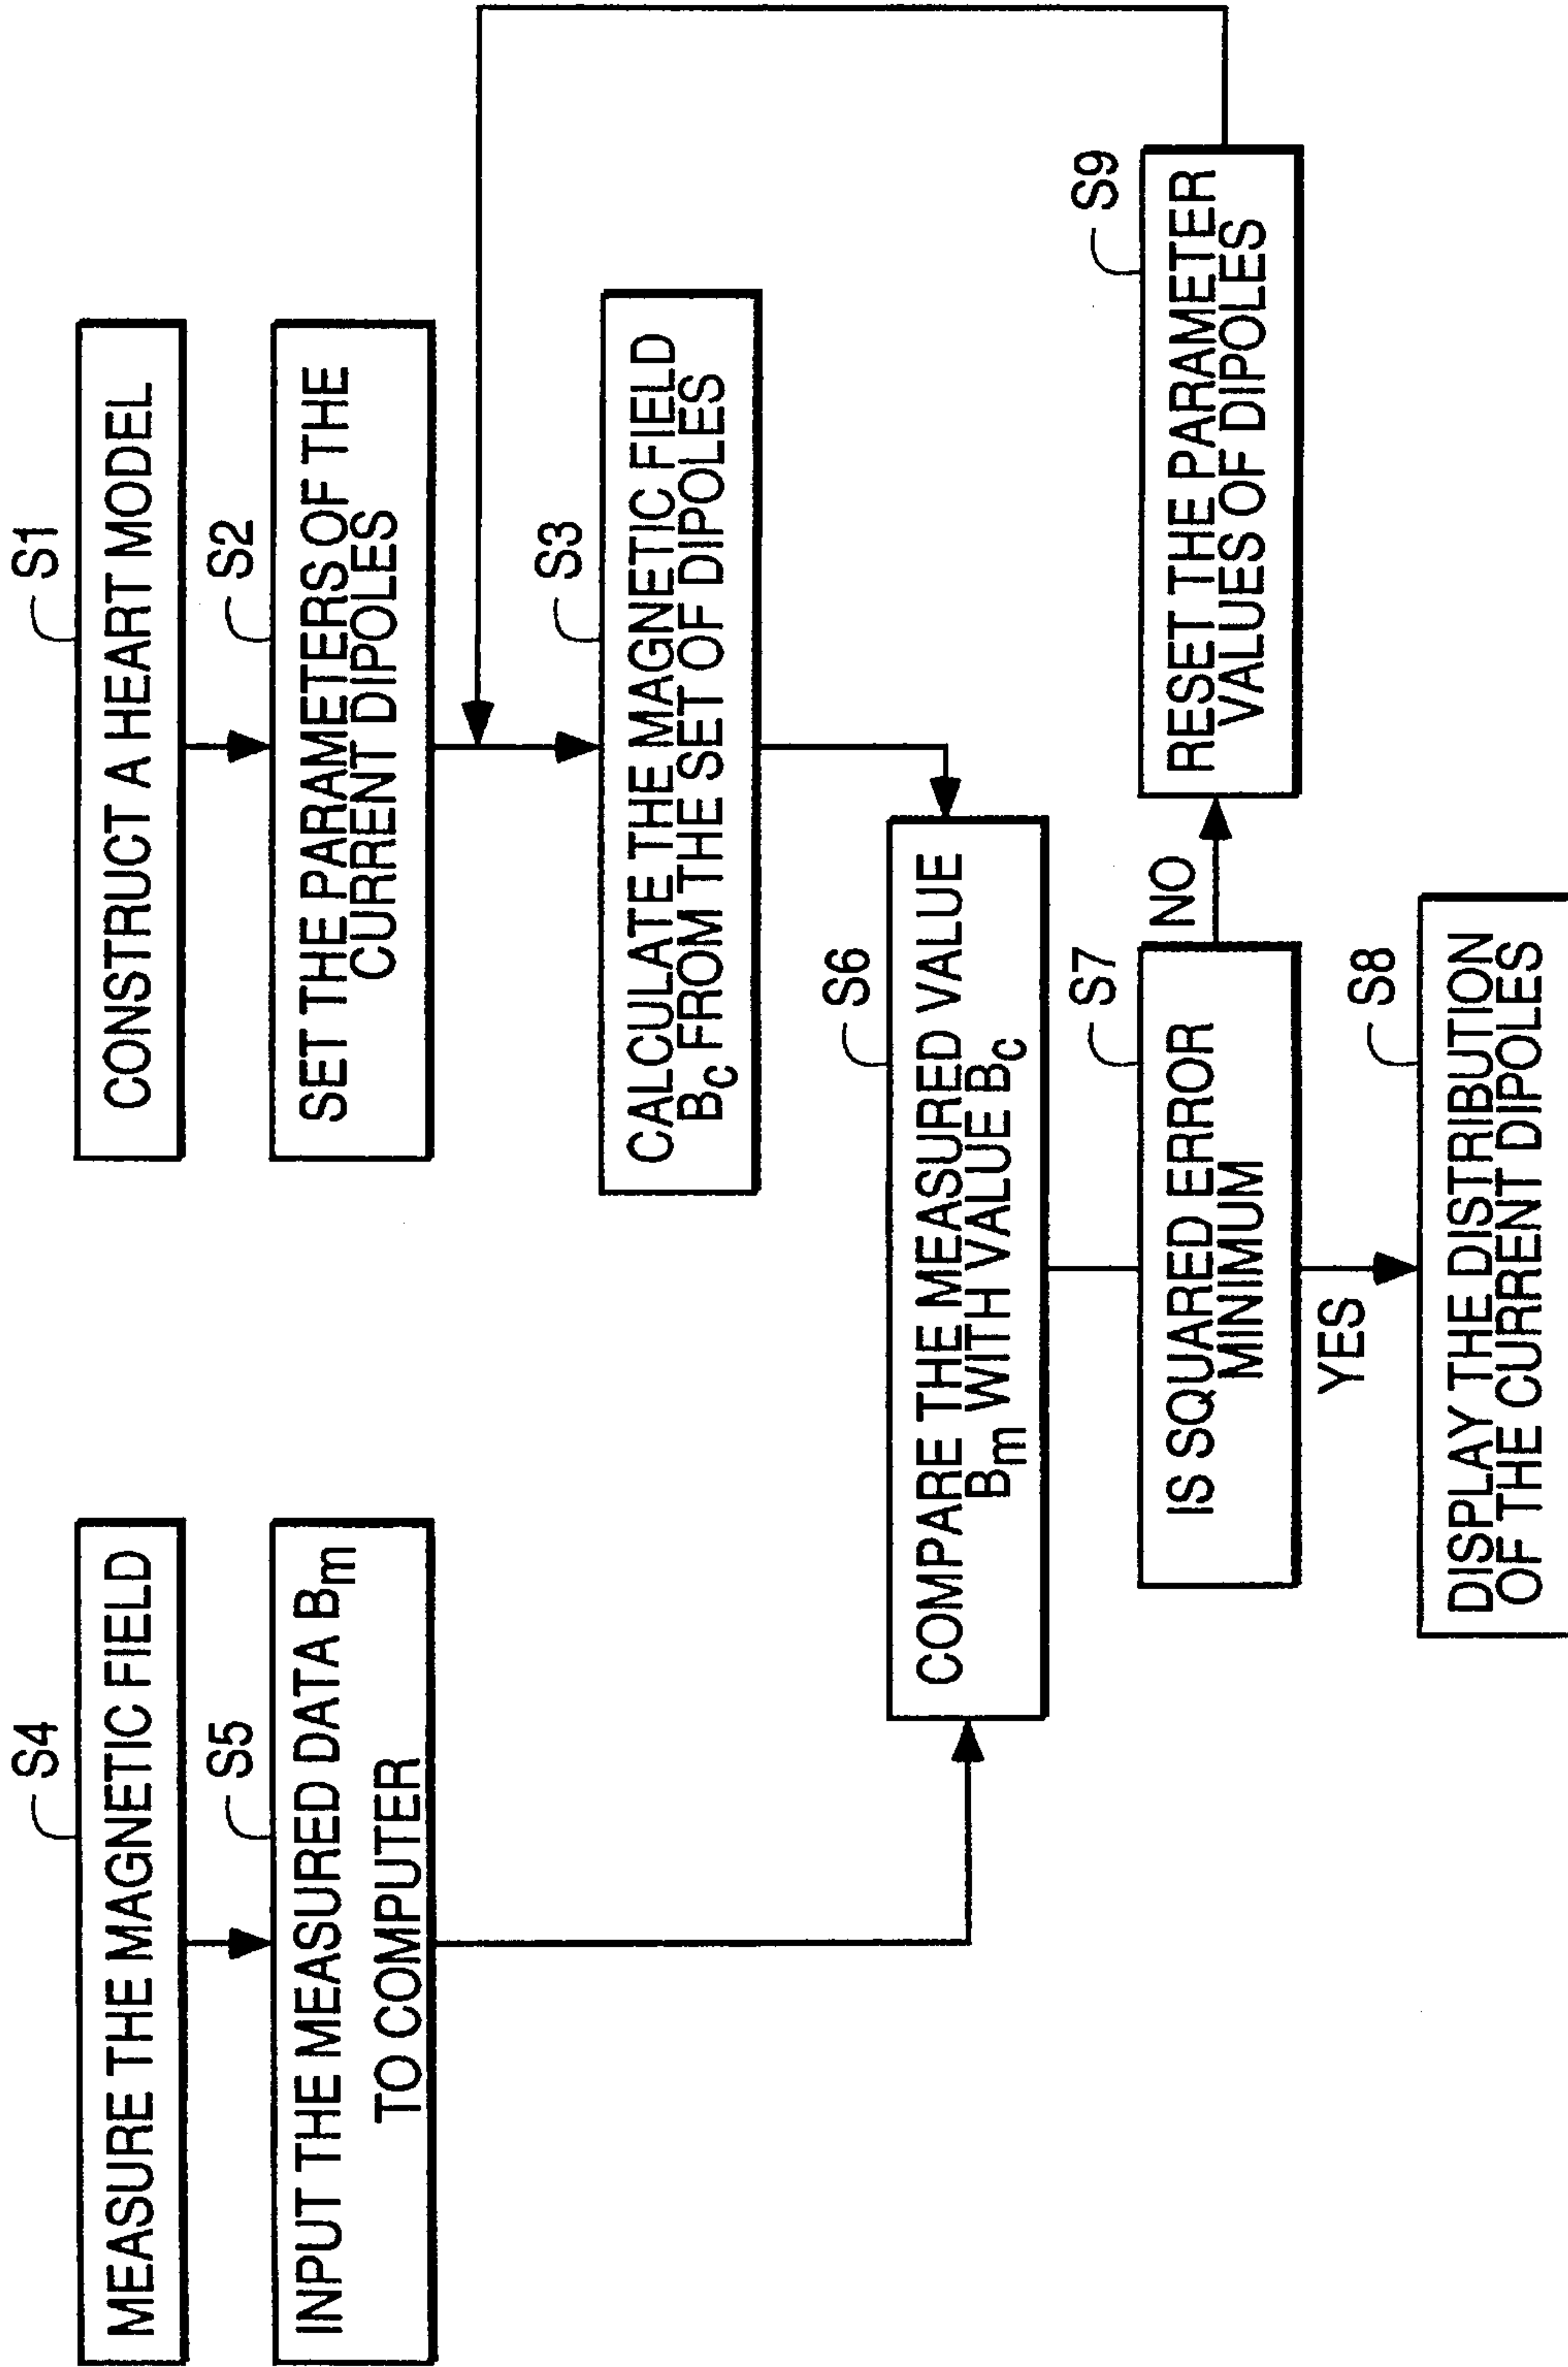 S4
MEASURE THE MAGNETIC FIELD
S5
INPUT THE MEASURED DATA Bm
TO COMPUTER
S1
CONSTRUCT A HEART MODEL
S2
SET THE PARAMETERS OF THE
CURRENT DIPOLES
S3
CALCULATE THE MAGNETIC FIELD
Bc FROM THE SET OF DIPOLES
S6
COMPARE THE MEASURED VALUE
Bm WITH VALUE Bc
S7
IS SQUARED ERROR
MINIMUM
NO
S9
RESET THE PARAMETER
VALUES OF DIPOLES
YES
S8
DISPLAY THE DISTRIBUTION
OF THE CURRENT DIPOLES